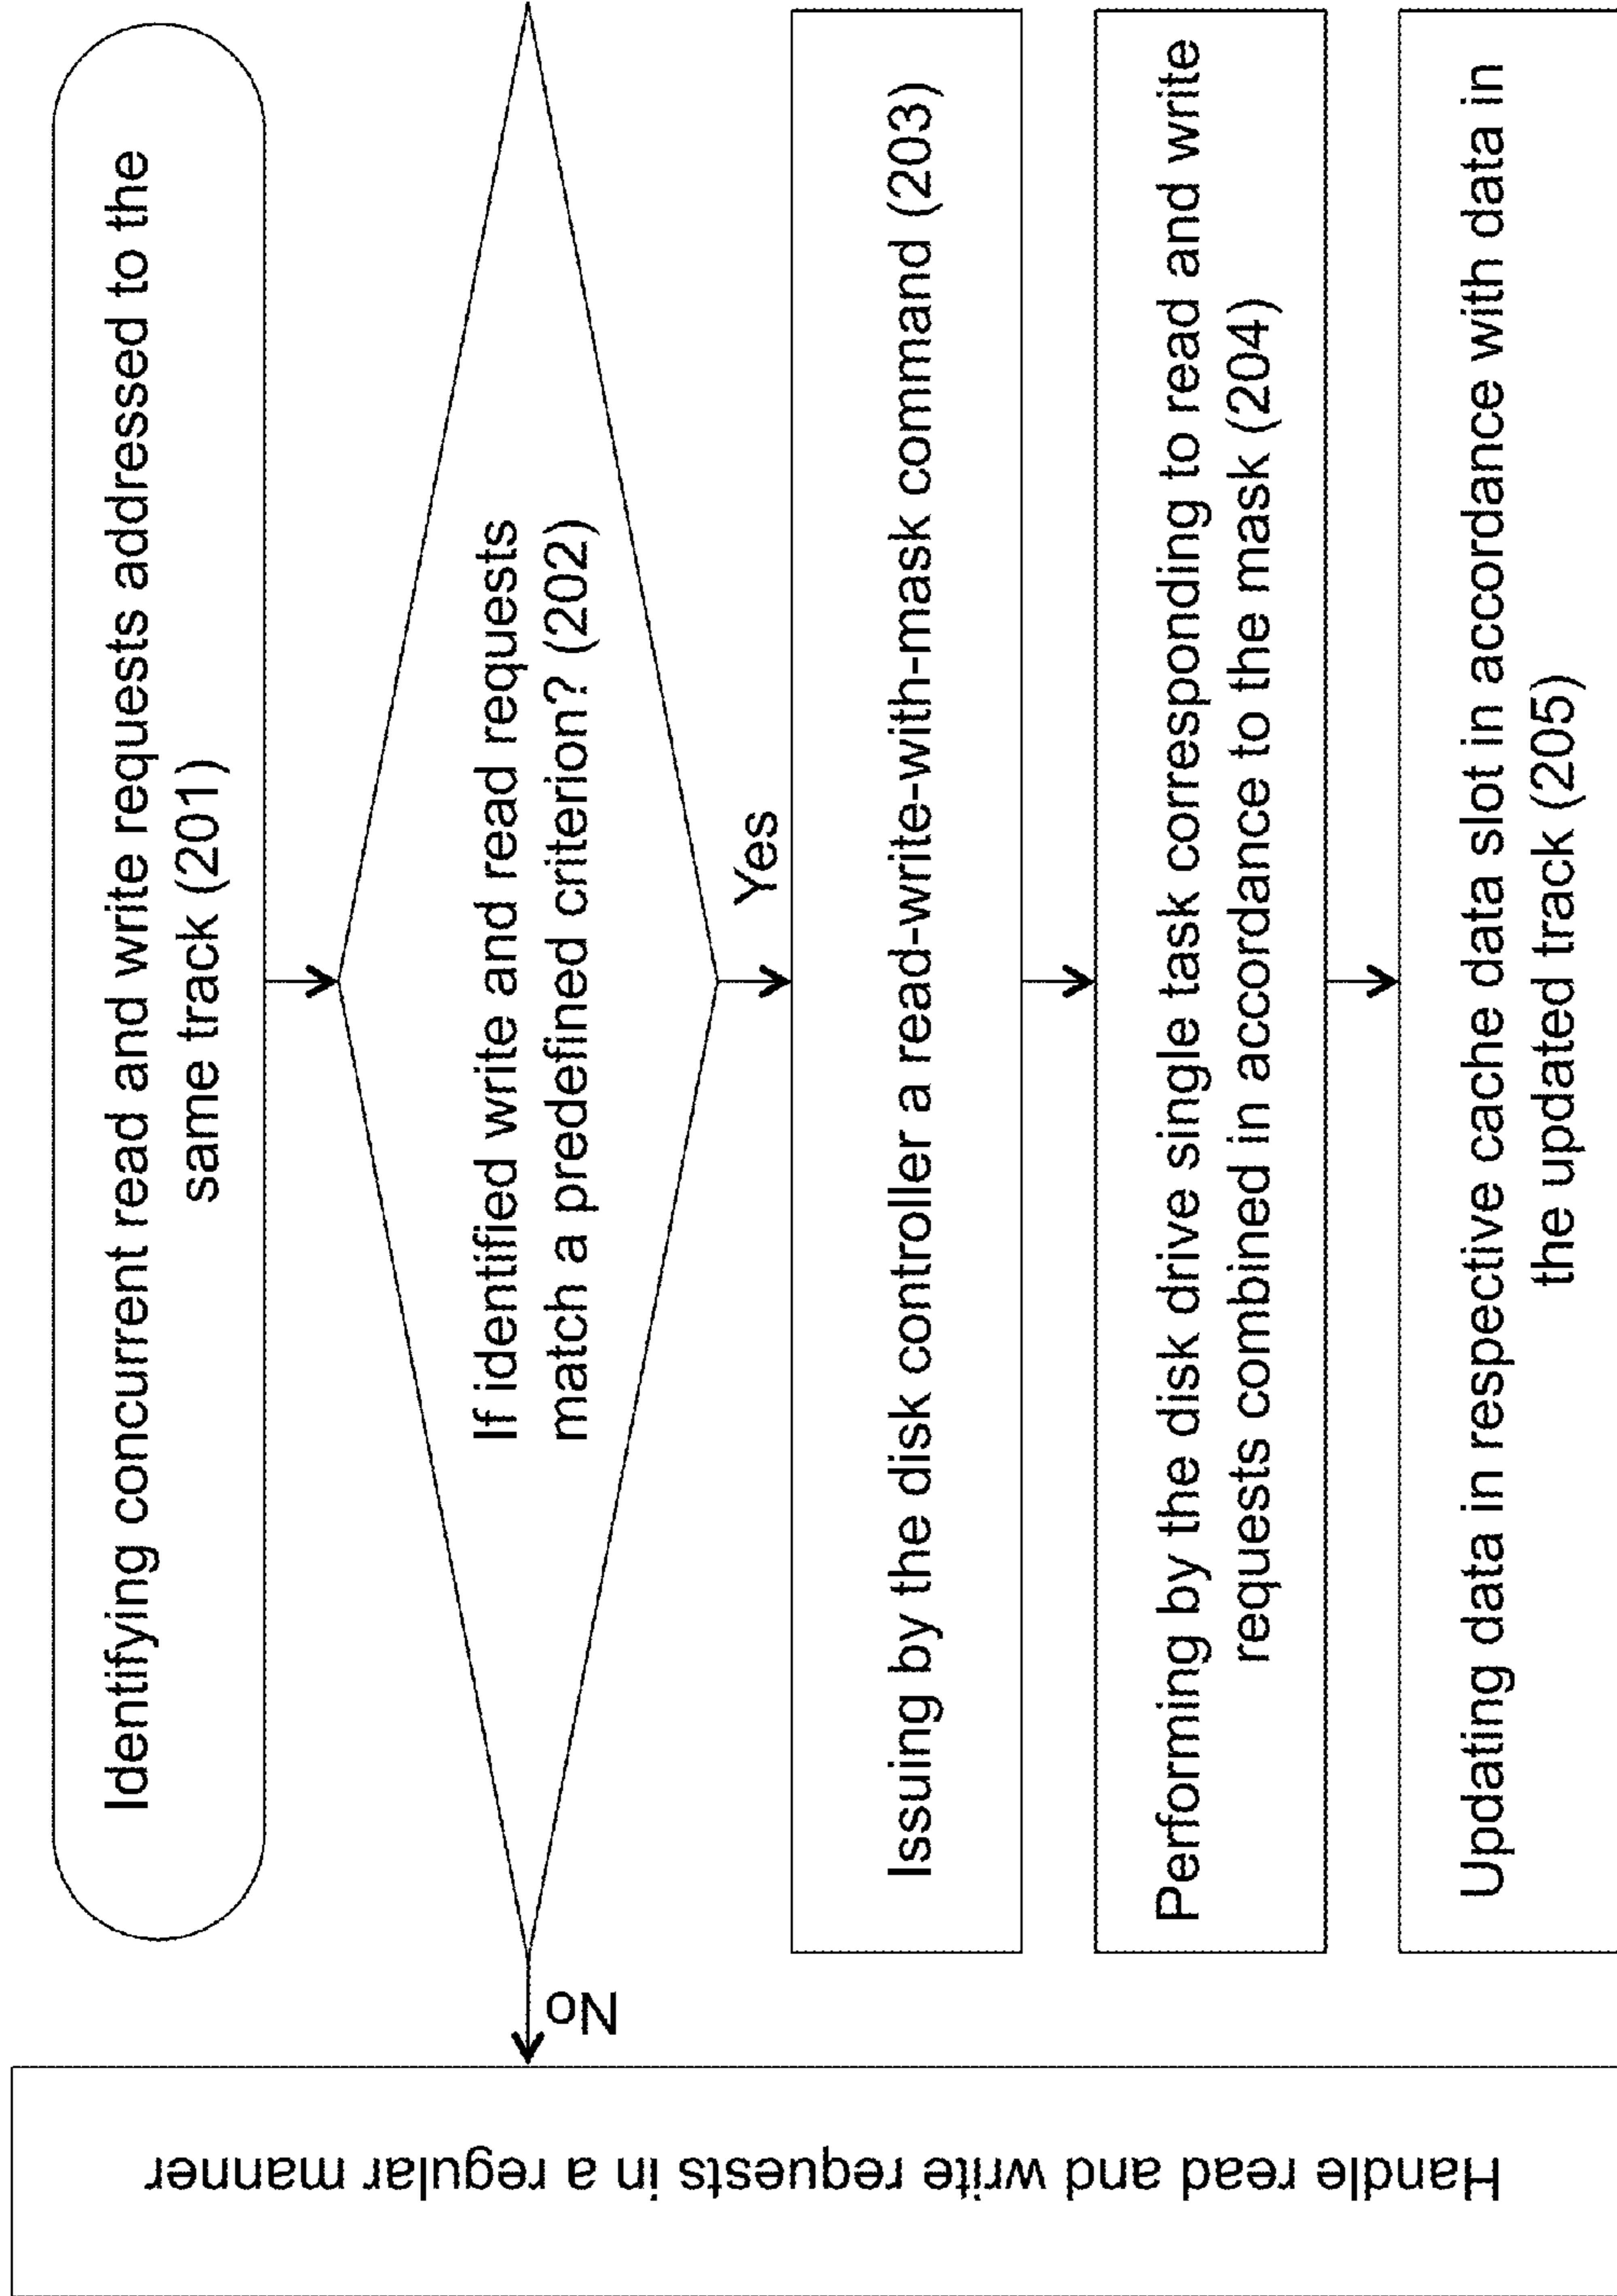 Identifying concurrent read and write requests addressed to the
same track (201)
If identified write and read requests
match a predefined criterion? (202)
No
Yes
Handle read and write requests in a regular manner
Issuing by the disk controller a read-write-with-mask command (203)
Performing by the disk drive single task corresponding to read and write
requests combined in accordance to the mask (204)
Updating data in respective cache data slot in accordance with data in
the updated track (205)